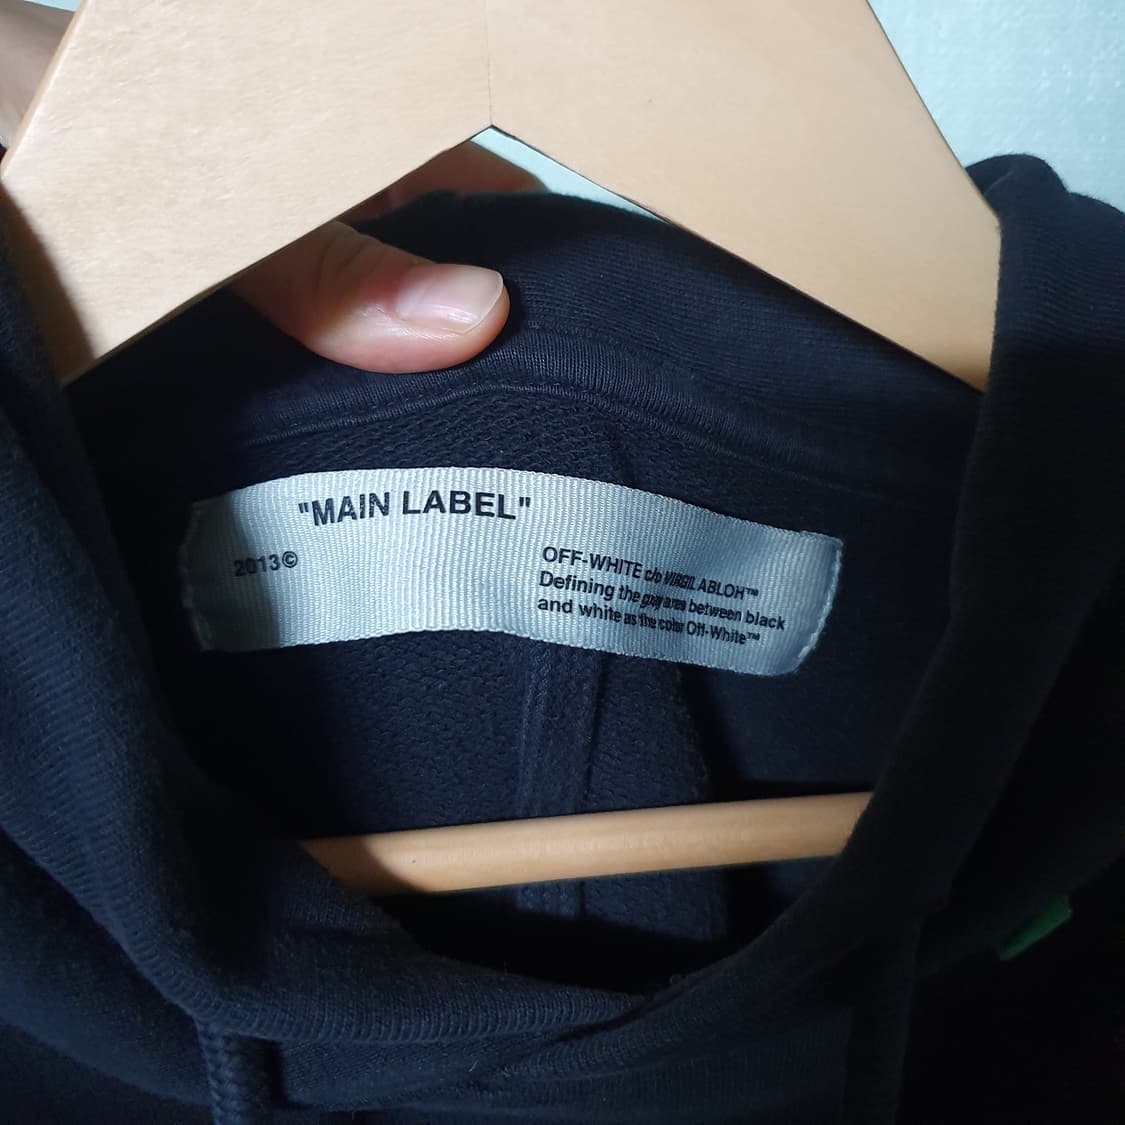 "MAIN LABEL"
2013©
OFF-WHITE c/o VIRGIL ABLOH™
Defining the gray area between black
and white as the color Off-White™